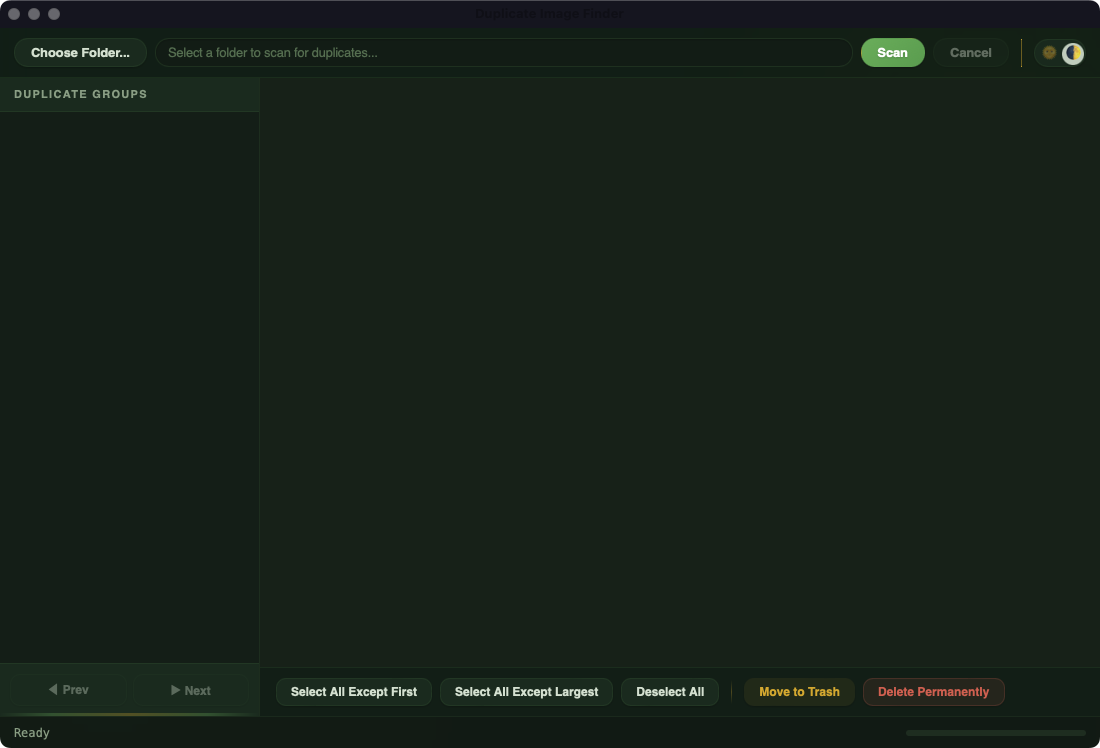 Duplicate Image Finder
Choose Folder... Select a folder to scan for duplicates... Scan Cancel
DUPLICATE GROUPS
Prev Next
Select All Except First Select All Except Largest Deselect All Move to Trash Delete Permanently
Ready